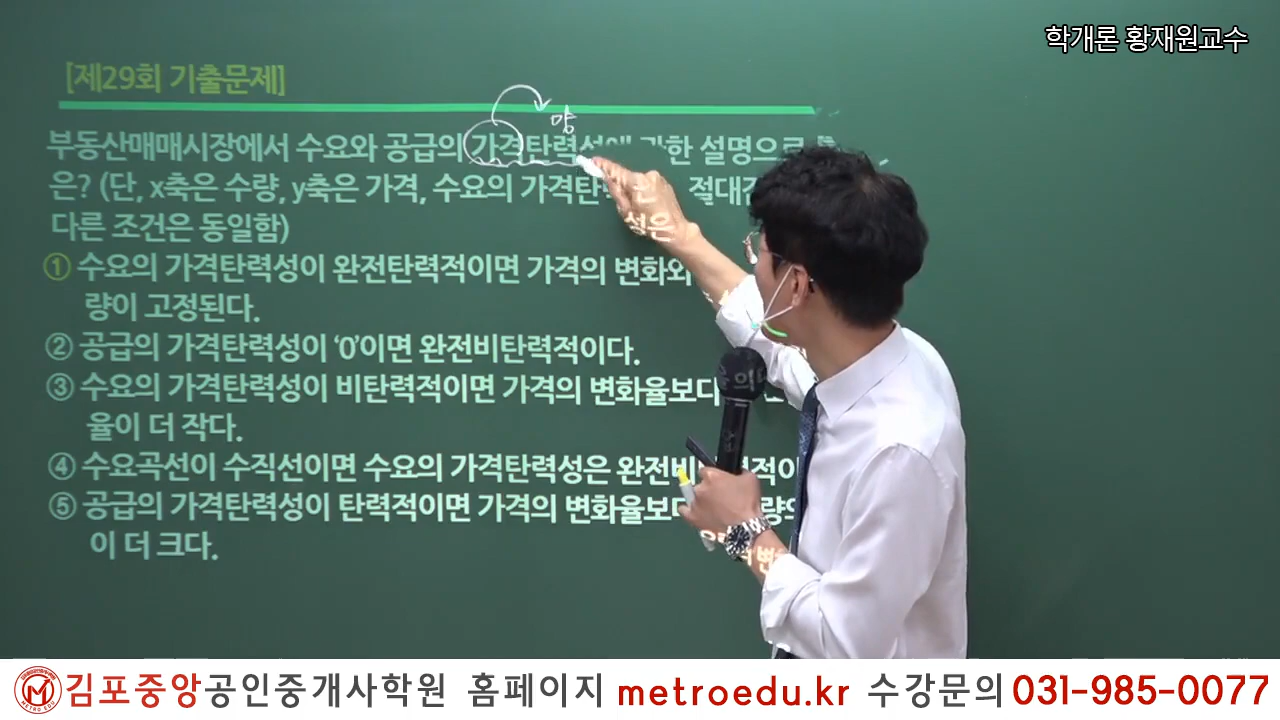 학개론 황재원교수
[제29회 기출문제]
망
부동산매매시장에서 수요와 공급의 가격탄력성에 관한 설명으로
은? (단, x축은 수량, y축은 가격, 수요의 가격탄 절대
성은
다른 조건은 동일함)
① 수요의 가격탄력성이 완전탄력적이면 가격의 변화와
량이 고정된다.
② 공급의 가격탄력성이 '0'이면 완전비탄력적이다.
③ 수요의 가격탄력성이 비탄력적이면 가격의 변화율보다
율이 더 작다.
④ 수요곡선이 수직선이면 수요의 가격탄력성은 완전비 력적이
⑤ 공급의 가격탄력성이 탄력적이면 가격의 변화율보다 량의
이 더 크다.
METRO EDU
김포중앙공인중개사학원 홈페이지 metroedu.kr 수강문의 031-985-0077